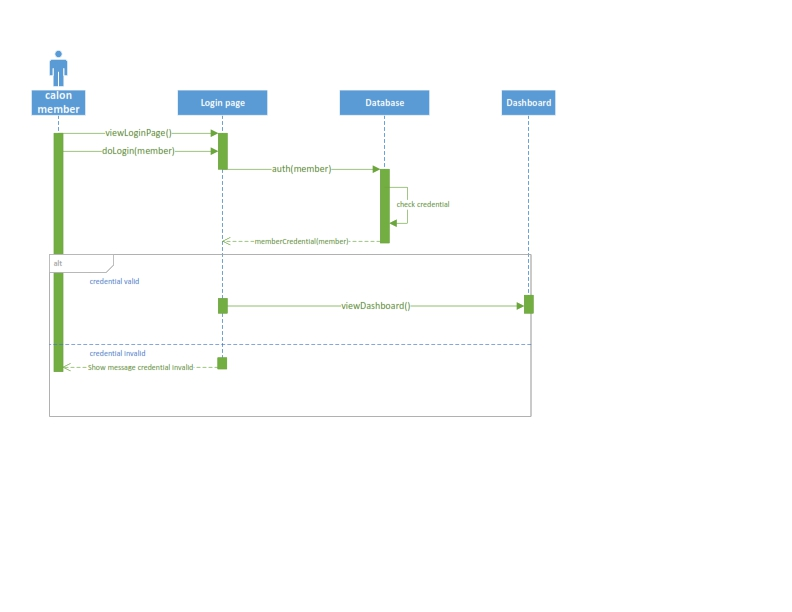 calon
member
Login page
Database
Dashboard
viewLoginPage()
doLogin(member)
auth(member)
check credential
memberCredential(member)
alt
credential valid
viewDashboard()
credential invalid
Show message credential invalid